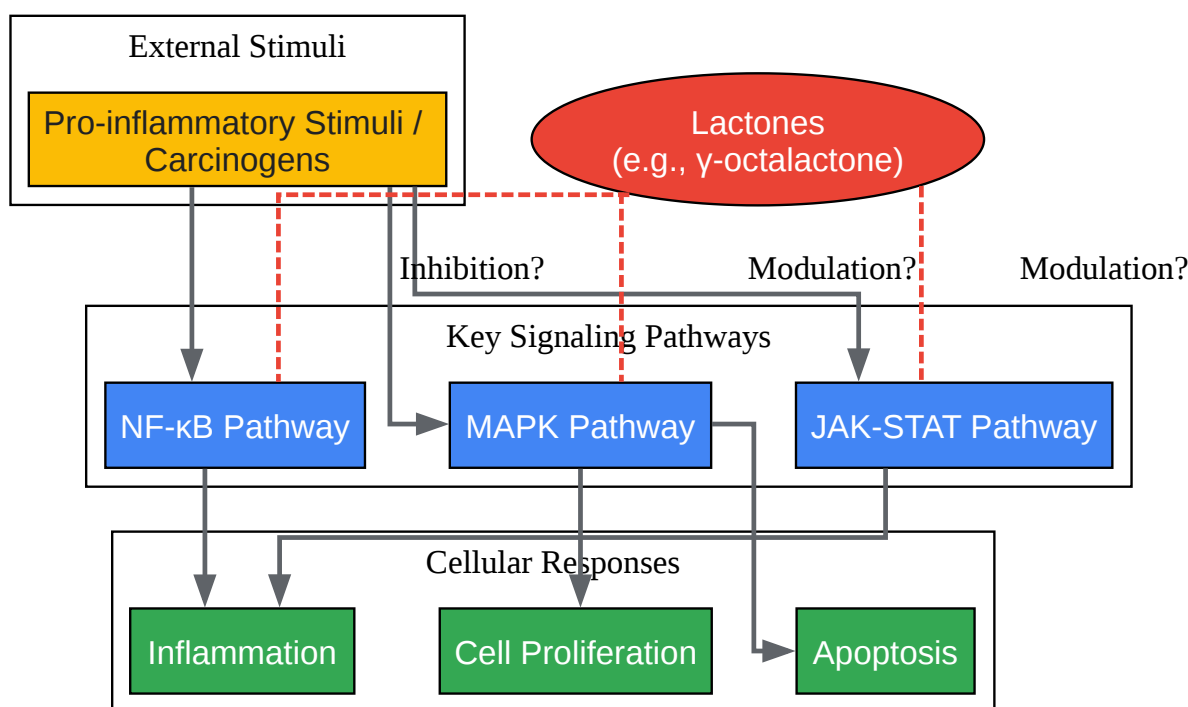 External Stimuli
Pro-inflammatory Stimuli /
Carcinogens
Lactones
(e.g., γ-octalactone)
Inhibition?
Modulation?
Modulation?
Key Signaling Pathways
NF-κB Pathway
MAPK Pathway
JAK-STAT Pathway
Cellular Responses
Inflammation
Cell Proliferation
Apoptosis